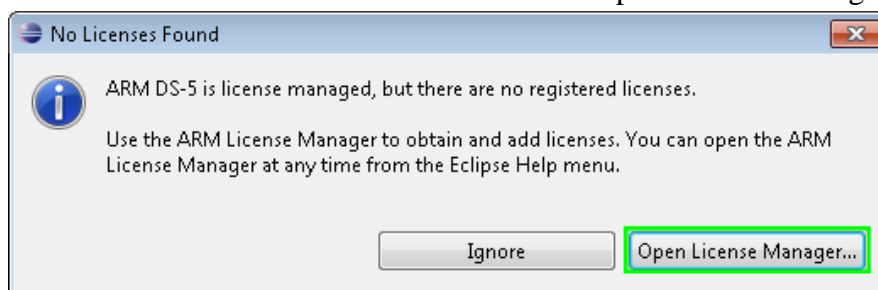 No Licenses Found
ARM DS-5 is license managed, but there are no registered licenses.
Use the ARM License Manager to obtain and add licenses. You can open the ARM
License Manager at any time from the Eclipse Help menu.
Ignore
Open License Manager...